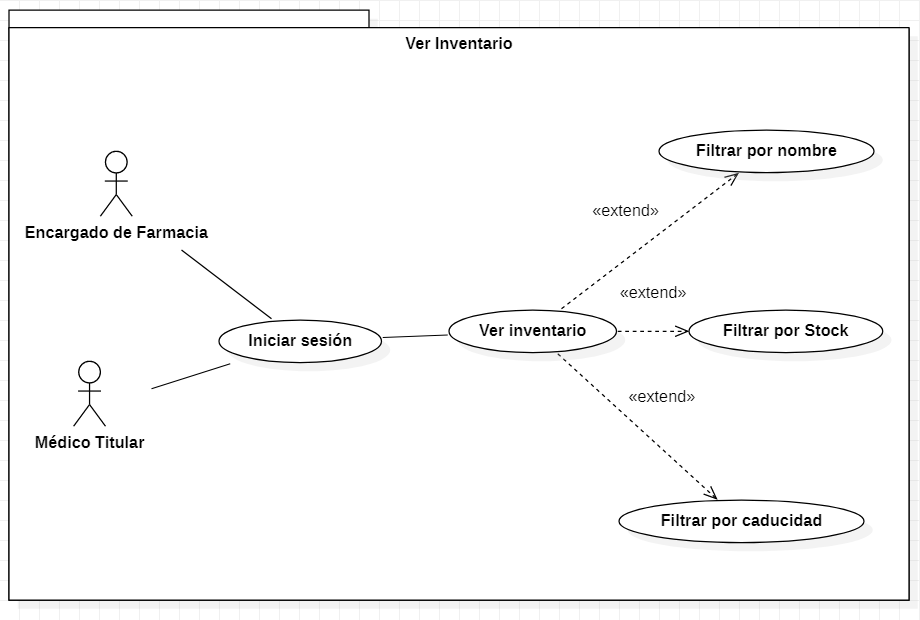 Ver Inventario
Filtrar por nombre
«extend»
Encargado de Farmacia
«extend»
Iniciar sesión
Ver inventario
Filtrar por Stock
«extend»
Médico Titular
Filtrar por caducidad